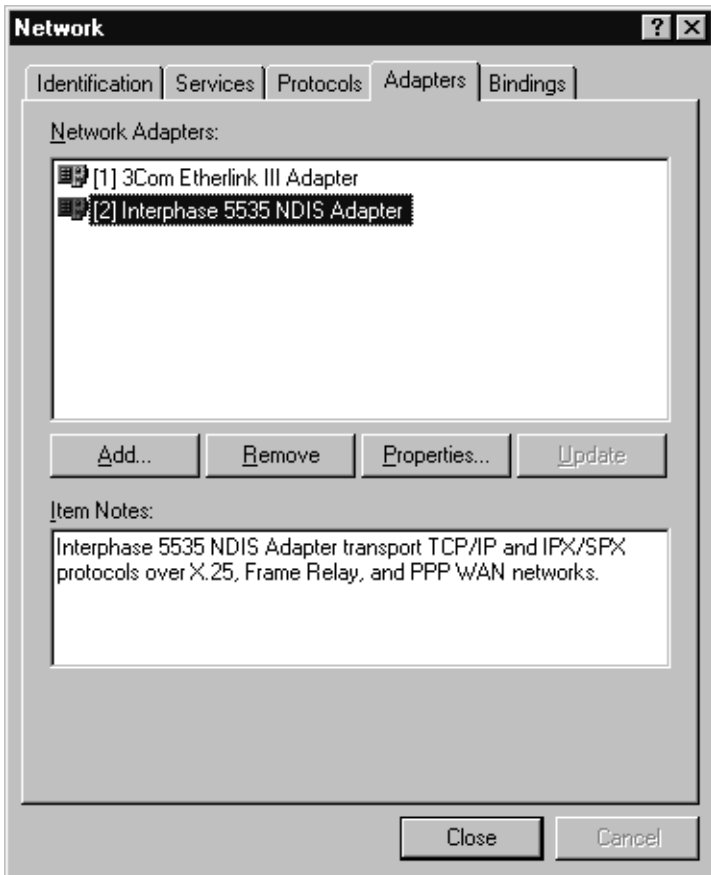 Network
Identification Services Protocols Adapters Bindings
Network Adapters:
[1] 3Com Etherlink III Adapter
[2] Interphase 5535 NDIS Adapter
Add... Remove Properties... Update
Item Notes:
Interphase 5535 NDIS Adapter transport TCP/IP and IPX/SPX
protocols over X.25, Frame Relay, and PPP WAN networks.
Close Cancel